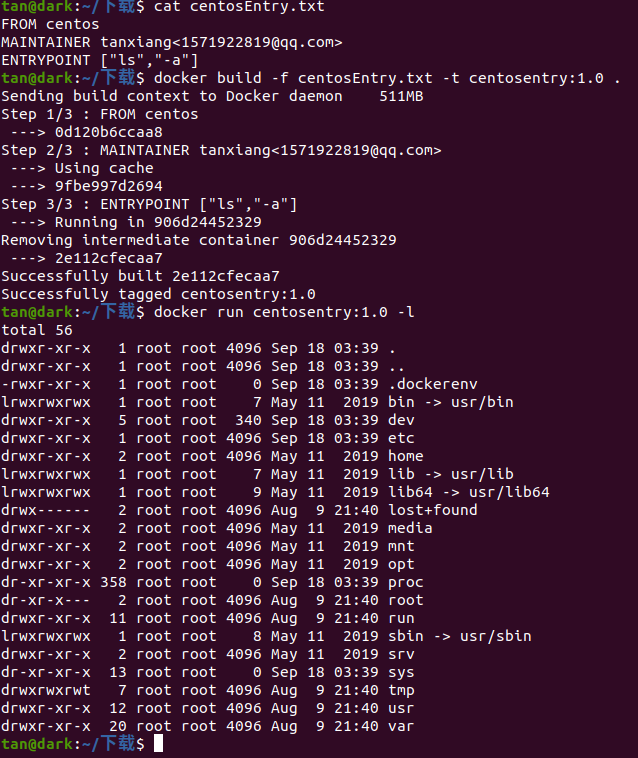 tan@dark:~/下载$ cat centosEntry.txt
FROM centos
MAINTAINER tanxiang<1571922819@qq.com>
ENTRYPOINT ["ls","-a"]
tan@dark:~/下载$ docker build -f centosEntry.txt -t centosentry:1.0 .
Sending build context to Docker daemon    511MB
Step 1/3 : FROM centos
 ---> 0d120b6ccaa8
Step 2/3 : MAINTAINER tanxiang<1571922819@qq.com>
 ---> Using cache
 ---> 9fbe997d2694
Step 3/3 : ENTRYPOINT ["ls","-a"]
 ---> Running in 906d24452329
Removing intermediate container 906d24452329
 ---> 2e112cfecaa7
Successfully built 2e112cfecaa7
Successfully tagged centosentry:1.0
tan@dark:~/下载$ docker run centosentry:1.0 -l
total 56
drwxr-xr-x   1 root root 4096 Sep 18 03:39 .
drwxr-xr-x   1 root root 4096 Sep 18 03:39 ..
-rwxr-xr-x   1 root root    0 Sep 18 03:39 .dockerenv
lrwxrwxrwx   1 root root    7 May 11  2019 bin -> usr/bin
drwxr-xr-x   5 root root  340 Sep 18 03:39 dev
drwxr-xr-x   1 root root 4096 Sep 18 03:39 etc
drwxr-xr-x   2 root root 4096 May 11  2019 home
lrwxrwxrwx   1 root root    7 May 11  2019 lib -> usr/lib
lrwxrwxrwx   1 root root    9 May 11  2019 lib64 -> usr/lib64
drwx------   2 root root 4096 Aug  9 21:40 lost+found
drwxr-xr-x   2 root root 4096 May 11  2019 media
drwxr-xr-x   2 root root 4096 May 11  2019 mnt
drwxr-xr-x   2 root root 4096 May 11  2019 opt
dr-xr-xr-x 358 root root    0 Sep 18 03:39 proc
dr-xr-x---   2 root root 4096 Aug  9 21:40 root
drwxr-xr-x  11 root root 4096 Aug  9 21:40 run
lrwxrwxrwx   1 root root    8 May 11  2019 sbin -> usr/sbin
drwxr-xr-x   2 root root 4096 May 11  2019 srv
dr-xr-xr-x  13 root root    0 Sep 18 03:39 sys
drwxrwxrwt   7 root root 4096 Aug  9 21:40 tmp
drwxr-xr-x  12 root root 4096 Aug  9 21:40 usr
drwxr-xr-x  20 root root 4096 Aug  9 21:40 var
tan@dark:~/下载$